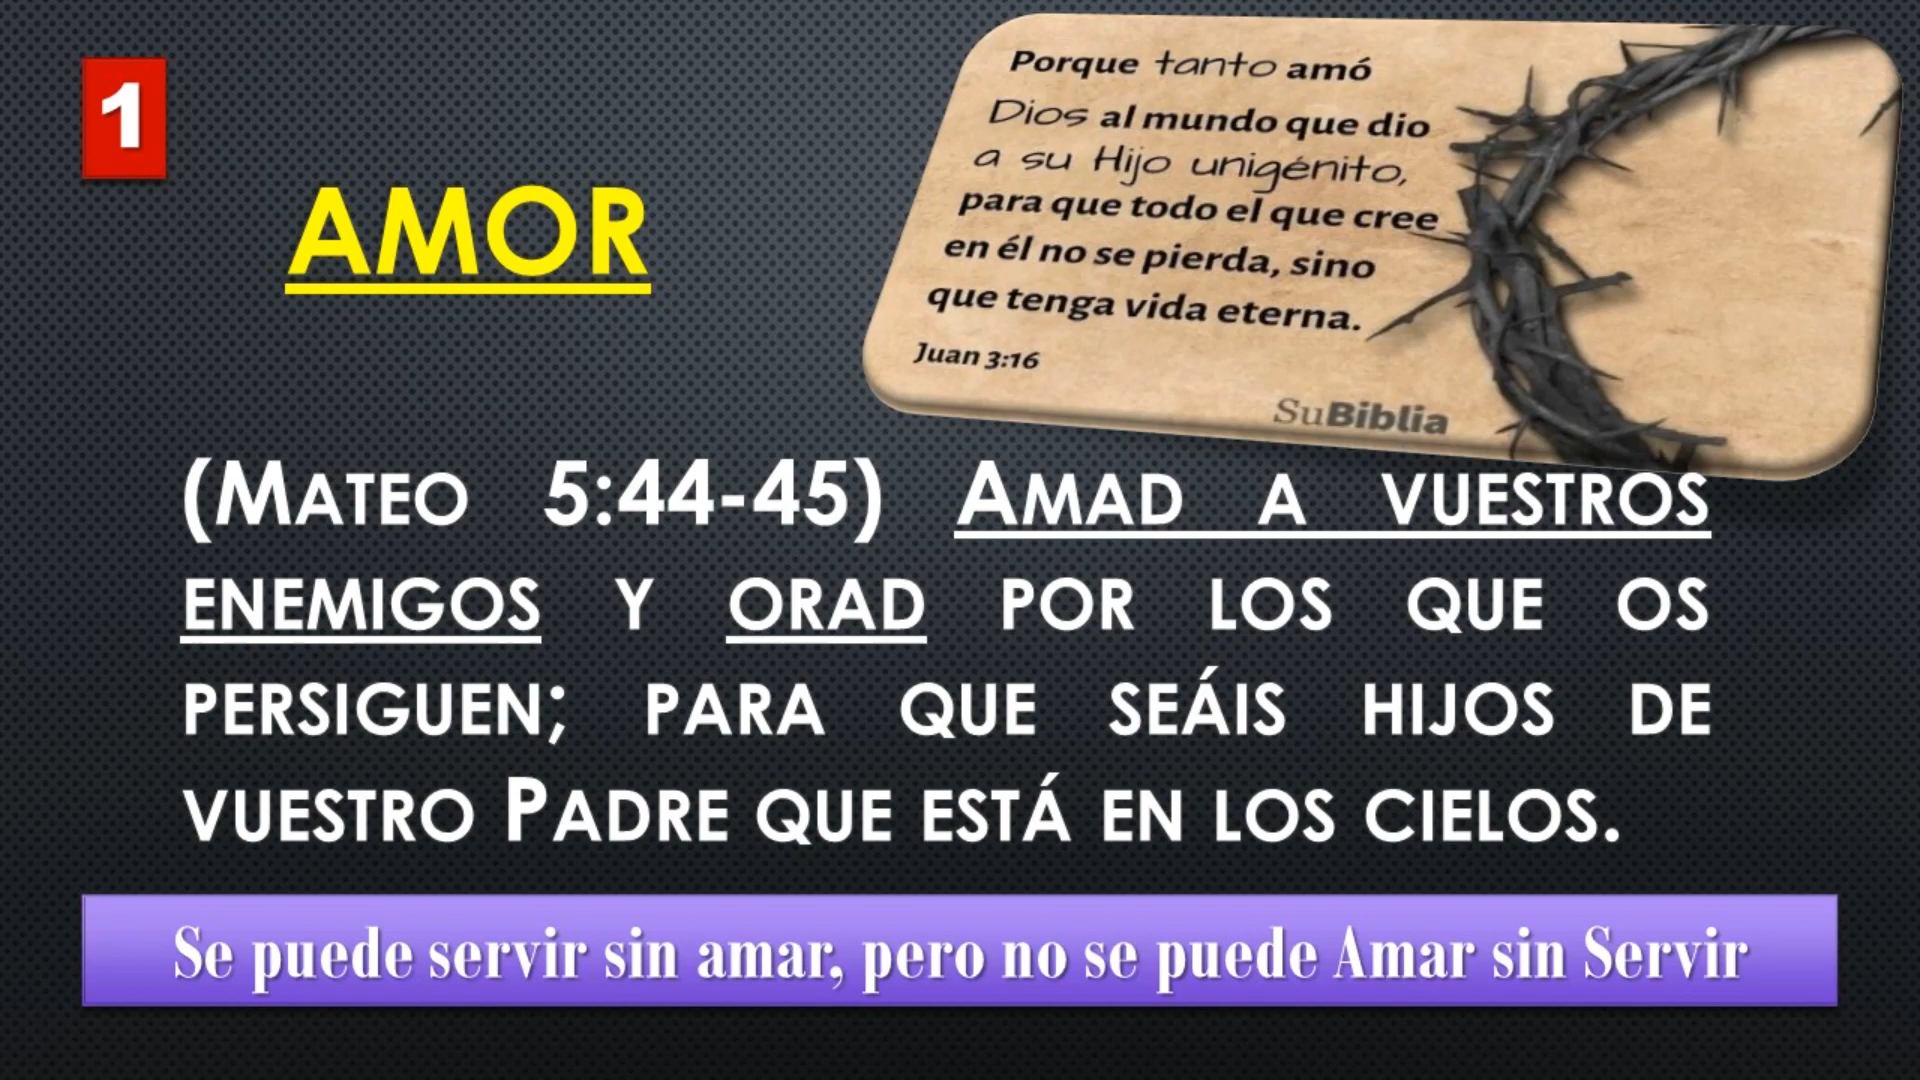 1
AMOR
Porque tanto amó
Dios al mundo que dio
a su Hijo unigénito,
para que todo el que cree
en él no se pierda, sino
que tenga vida eterna.
Juan 3:16
SuBiblia
(Mateo 5:44-45) Amad a vuestros
enemigos y orad por los que os
persiguen; para que seáis hijos de
vuestro Padre que está en los cielos.
Se puede servir sin amar, pero no se puede Amar sin Servir